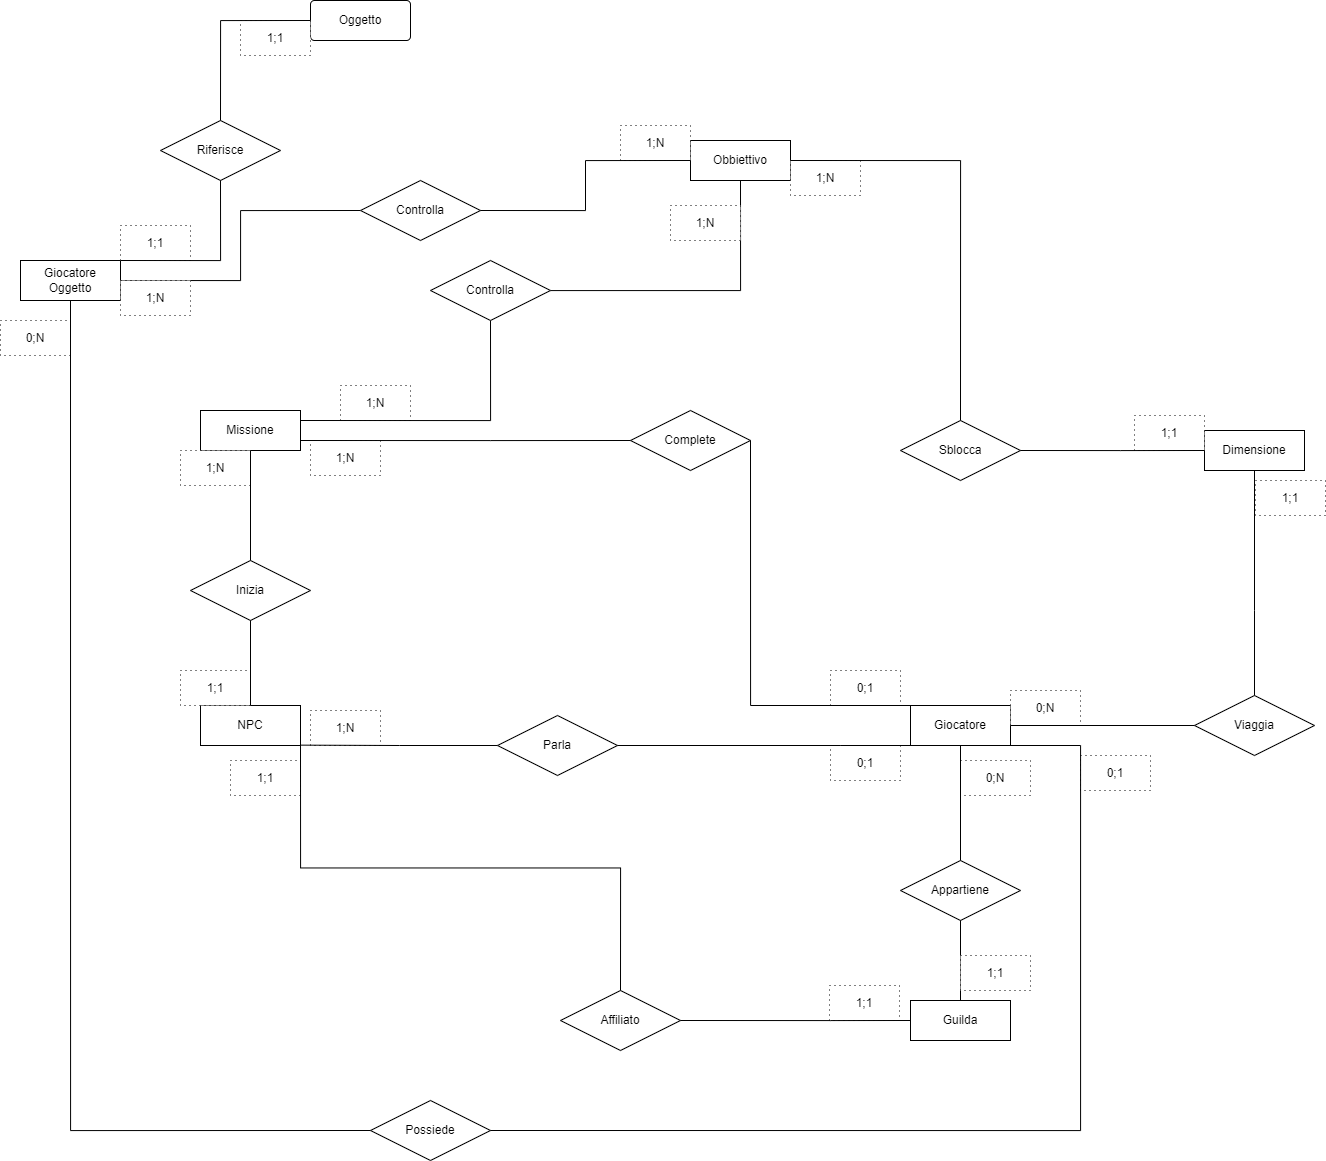 Oggetto
1;1
Riferisce
1;N
Obbiettivo
1;N
Controlla
1;N
1;1
Giocatore
Oggetto
1;N
Controlla
0;N
1;N
Missione
Complete
1;1
Dimensione
Sblocca
1;N
1;N
1;1
Inizia
1;1
0;1
0;N
NPC
1;N
Giocatore
Viaggia
Parla
1;1
0;1
0;N
0;1
Appartiene
1;1
1;1
Affiliato
Guilda
Possiede